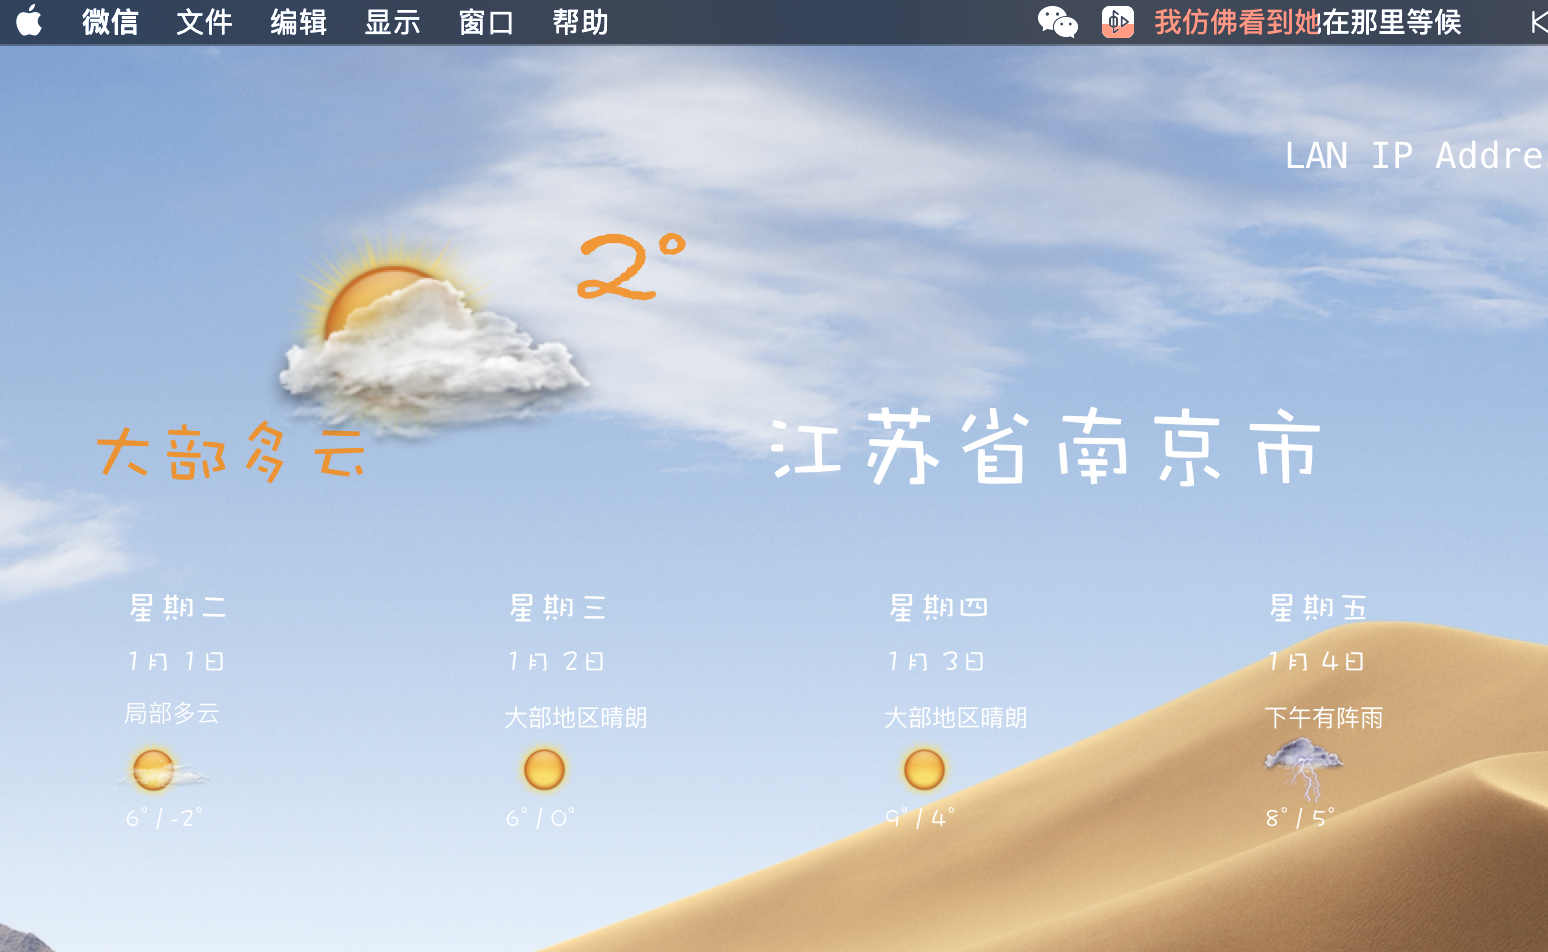 微信 文件 编辑 显示 窗口 帮助 我仿佛看到她在那里等候
LAN IP Addre
2°
大部多云 江苏省南京市
星期二 星期三 星期四 星期五
1月 1日 1月 2日 1月 3日 1月 4日
局部多云 大部地区晴朗 大部地区晴朗 下午有阵雨
6° / -2° 6° / 0° 9° / 4° 8° / 5°